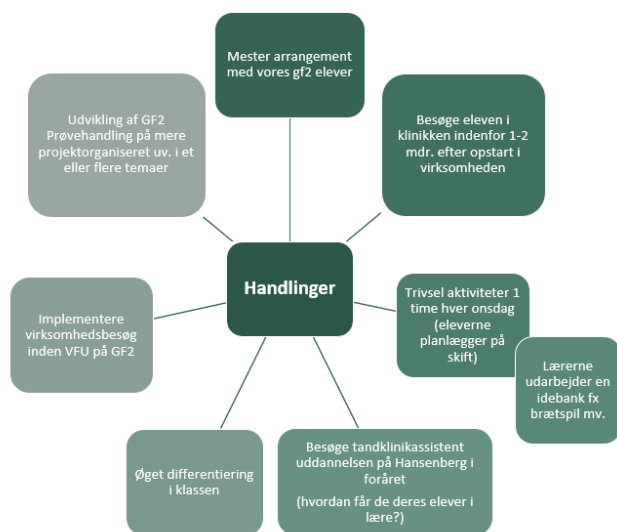 Mester arrangement
med vores gf2 elever
Udvikling af GF2
Prøvehandling på mere
projektorganiseret uv. i et
eller flere temaer
Besøge eleven i
klinikken indenfor 1-2
mdr. efter opstart i
virksomheden
Handlinger
Implementere
virksomhedsbesøg
inden VFU på GF2
Trivsel aktiviteter 1
time hver onsdag
(eleverne
planlægger på
skift)
Lærerne
udarbejder en
idebank fx
brætspil mv.
Øget differentiering
i klassen
Besøge tandklinikassistent
uddannelsen på Hansenberg i
foråret
(hvordan får de deres elever i
lære?)